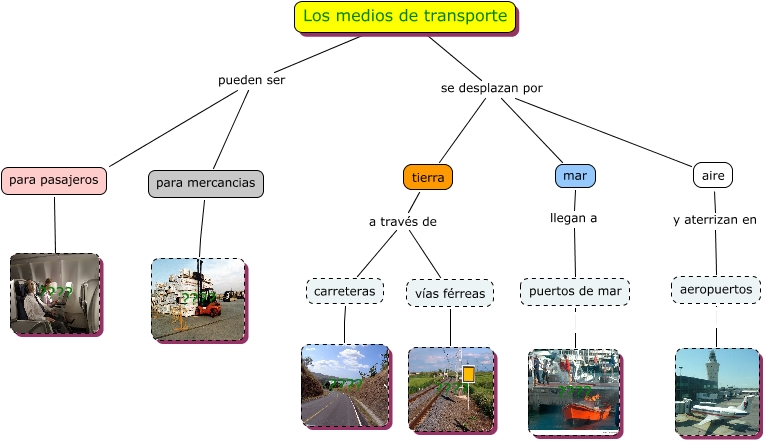 Los medios de transporte
pueden ser
se desplazan por
para pasajeros
para mercancias
tierra
mar
aire
a través de
llegan a
y aterrizan en
carreteras
vías férreas
puertos de mar
aeropuertos
????
????
????
????
????